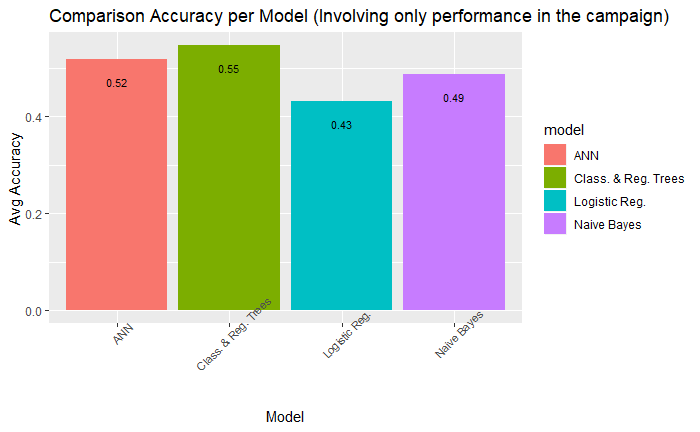 Comparison Accuracy per Model (Involving only performance in the campaign)
Avg Accuracy
0.4
0.2
0.0
0.52
0.55
0.43
0.49
ANN
Class. & Reg. Trees
Logistic Reg.
Naive Bayes
Model
model
ANN
Class. & Reg. Trees
Logistic Reg.
Naive Bayes